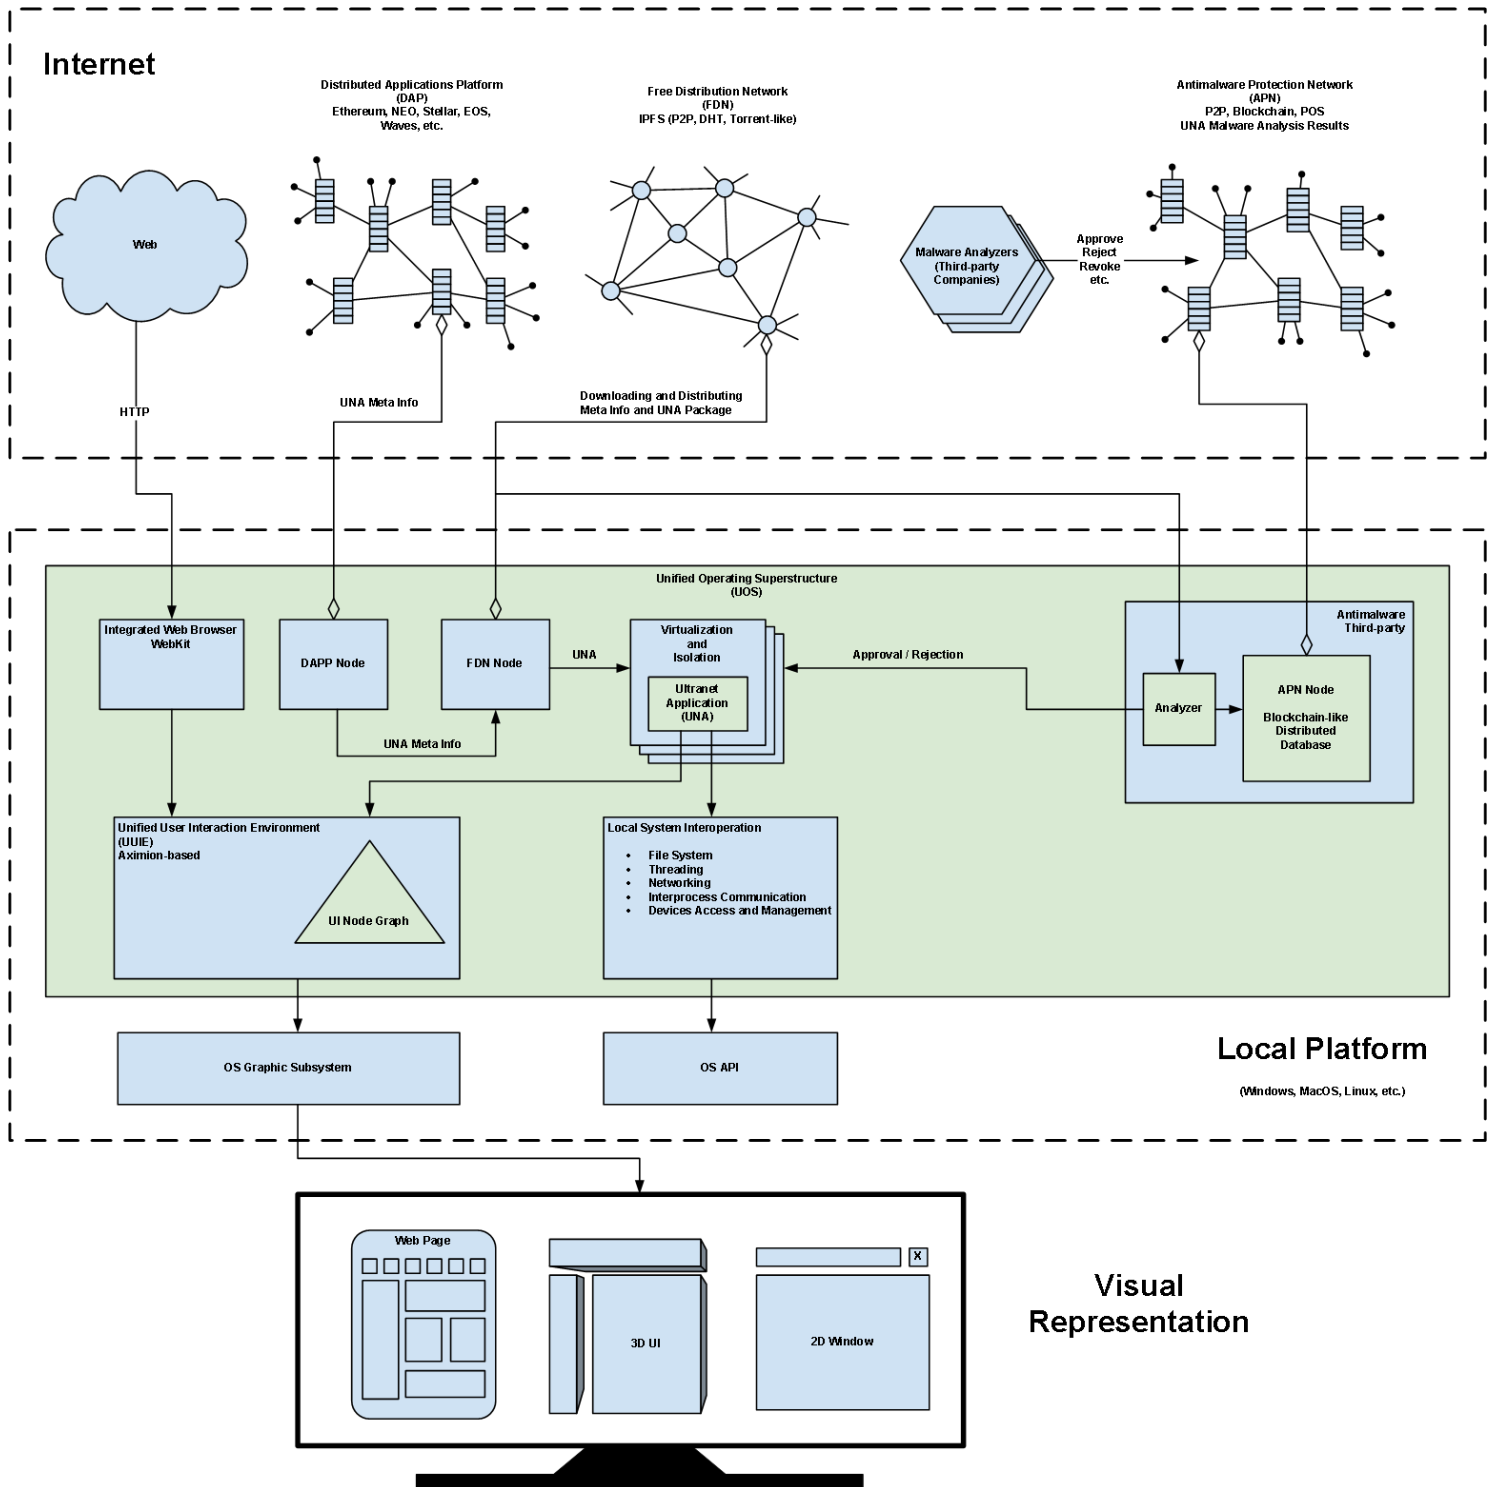 Internet
Distributed Applications Platform
(DAP)
Ethereum, NEO, Stellar, EOS,
Waves, etc.
Free Distribution Network
(FDN)
IPFS (P2P, DHT, Torrent-like)
Antimalware Protection Network
(APN)
P2P, Blockchain, POS
UNA Malware Analysis Results
Web
Malware Analyzers
(Third-party
Companies)
Approve
Reject
Revoke
etc.
HTTP
UNA Meta Info
Downloading and Distributing
Meta Info and UNA Package
Unified Operating Superstructure
(UOS)
Integrated Web Browser
WebKit
DAPP Node
FDN Node
UNA
Virtualization
and
Isolation
Ultranet
Application
(UNA)
Approval / Rejection
Antimalware
Third-party
Analyzer
APN Node
Blockchain-like
Distributed
Database
UNA Meta Info
Unified User Interaction Environment
(UUIE)
Aximion-based
UI Node Graph
Local System Interoperation
• File System
• Threading
• Networking
• Interprocess Communication
• Devices Access and Management
OS Graphic Subsystem
OS API
Local Platform
(Windows, MacOS, Linux, etc.)
Web Page
3D UI
X
2D Window
Visual
Representation